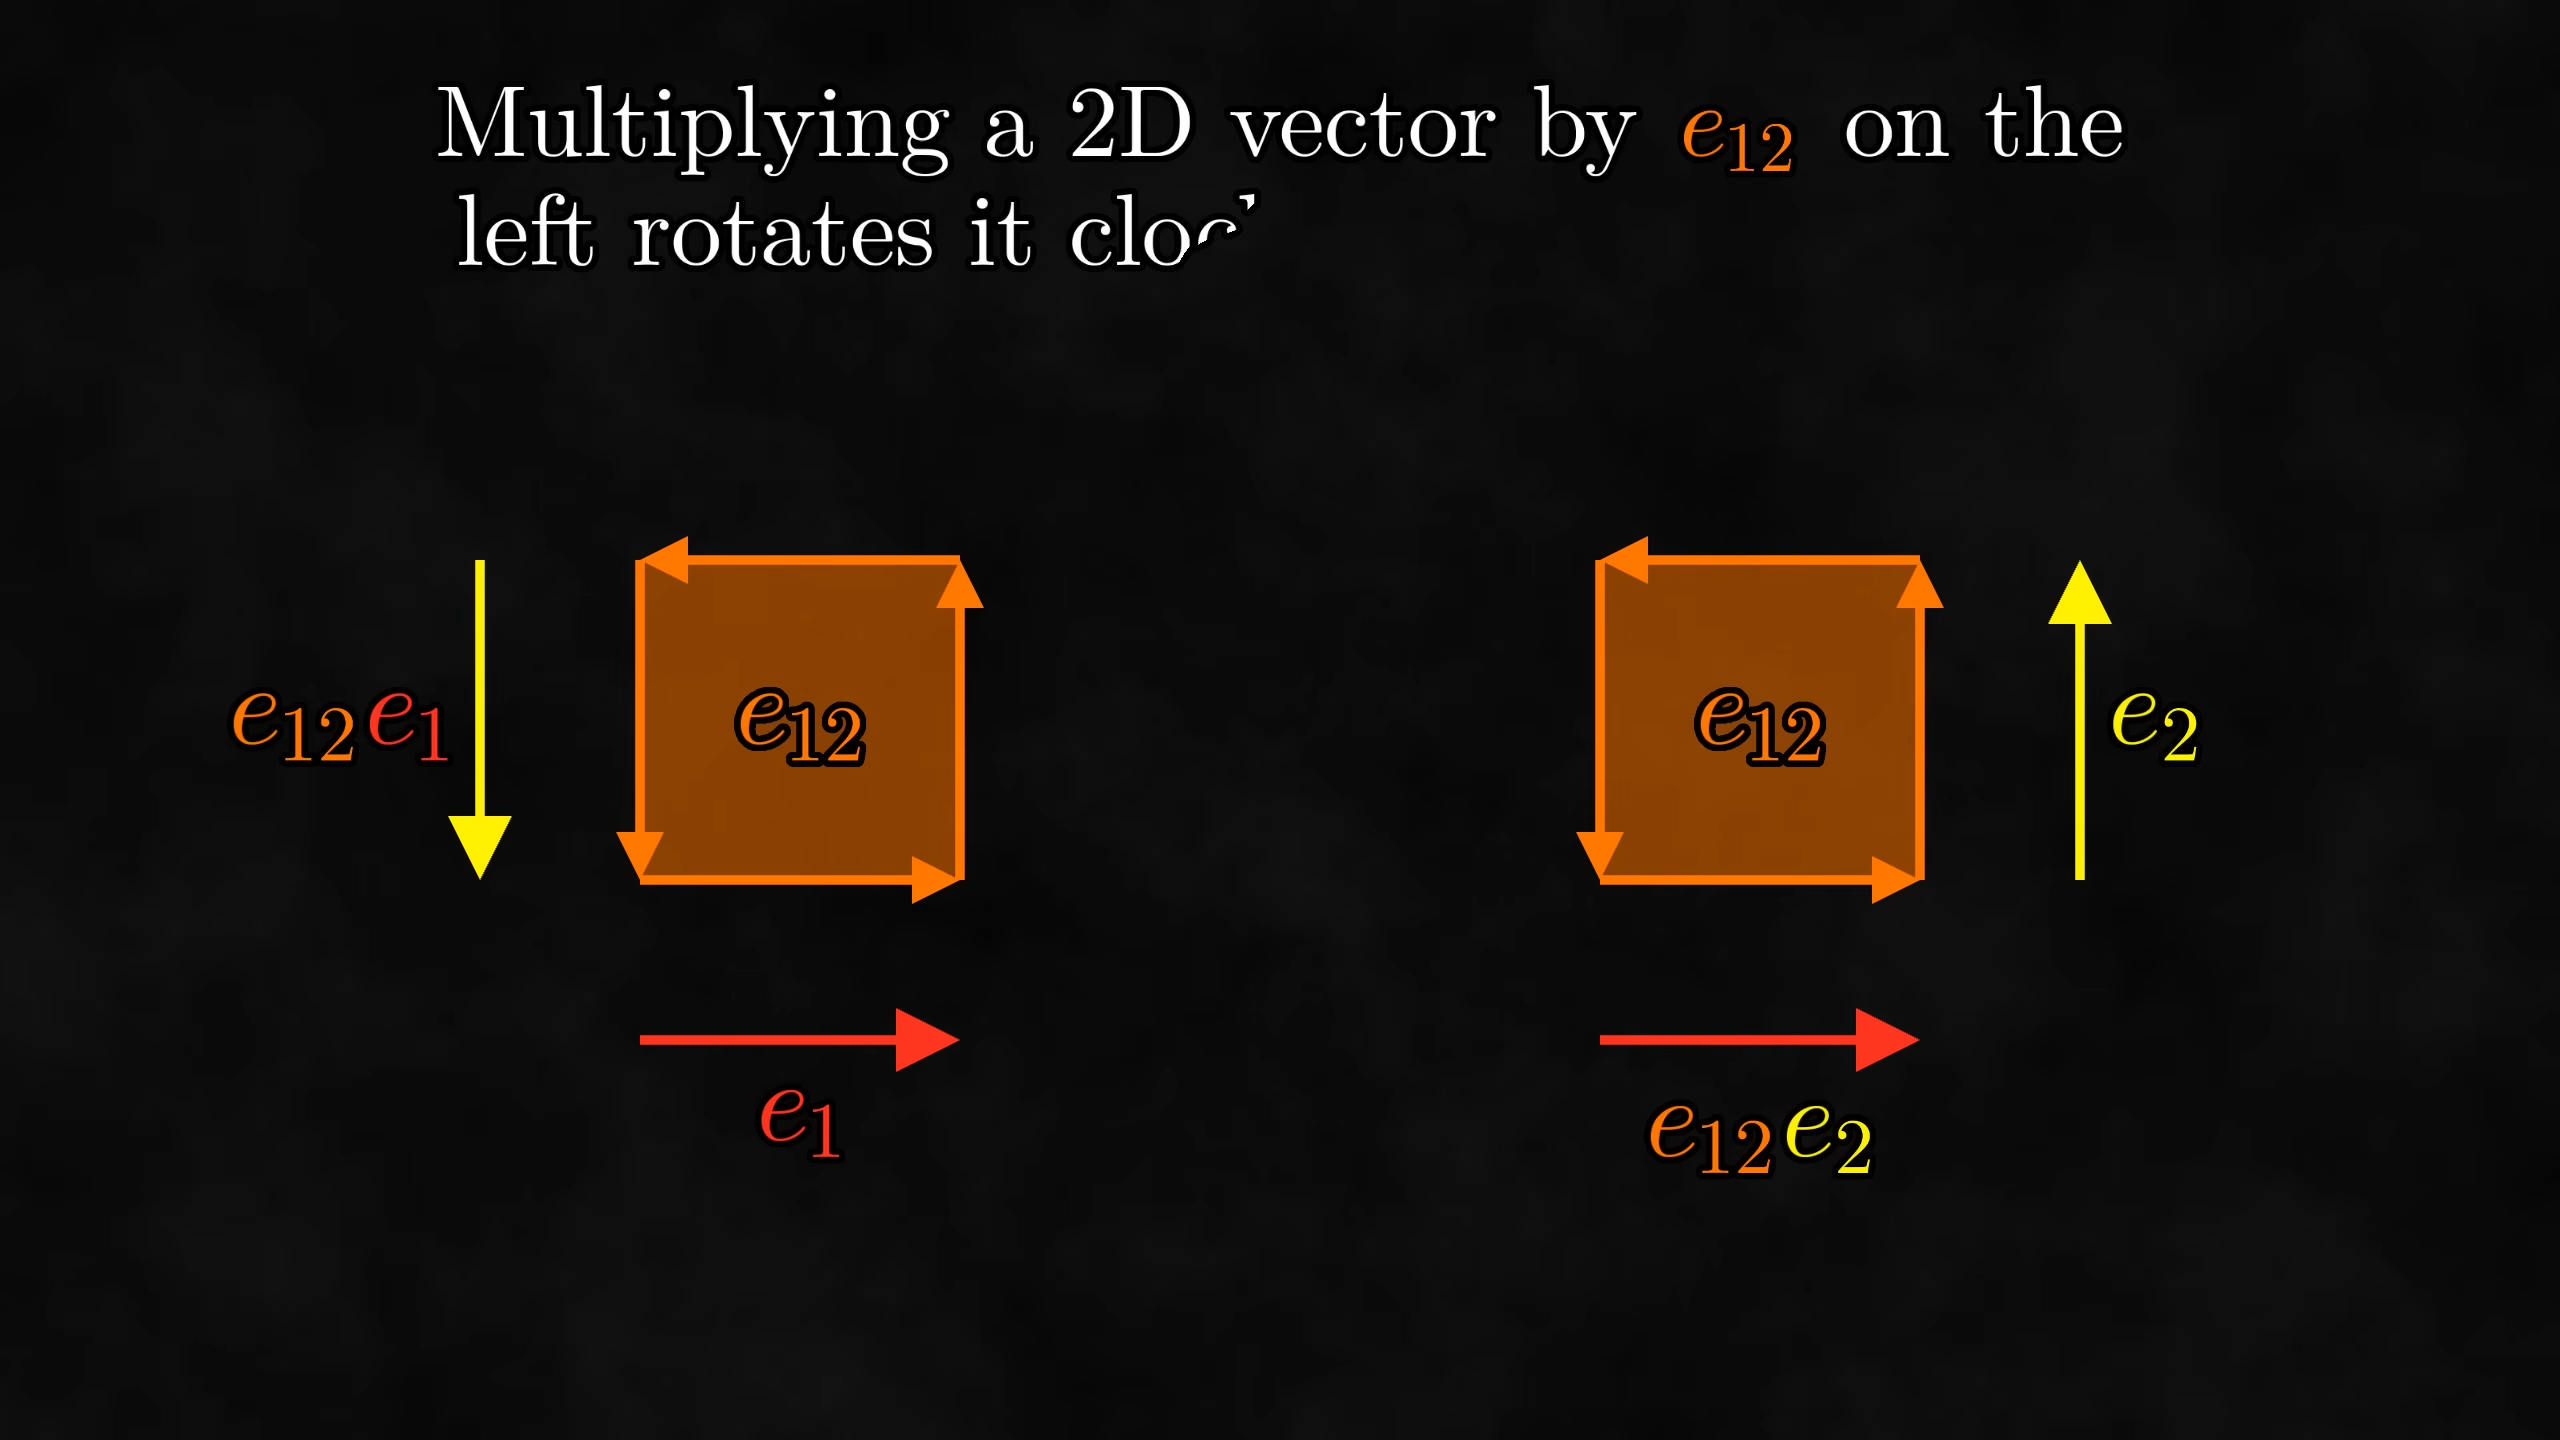 Multiplying a 2D vector by e₁₂ on the
left rotates it
e₁₂e₁
e₁₂
e₁₂
e₂
e₁
e₁₂e₂